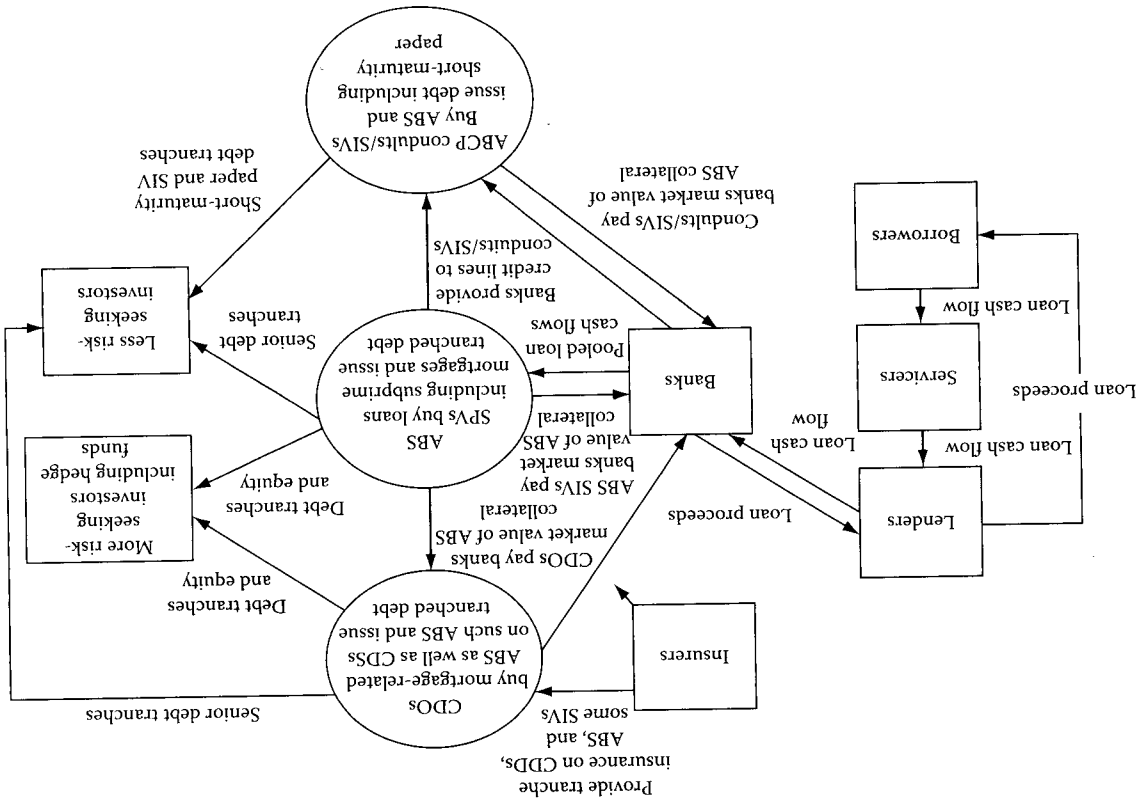 Provide tranche
insurance on CDDs,
ABS, and,
some SIVs
Senior debt tranches
Insurers
CDOs
buy mortgage-related
ABS as well as CDSs
on such ABS and issue
tranched debt
Debt tranches
and equity
Lenders
Loan proceeds
CDOs pay banks
market value of ABS
collateral
More risk-
seeking
investors
including hedge
funds
Debt tranches
and equity
Loan cash flow
Loan cash
flow
ABS SIVs pay
banks market
value of ABS
collateral
ABS
SPVs buy loans
including subprime
mortgages and issue
tranched debt
Loan proceeds
Servicers
Banks
Pooled loan
cash flows
Senior debt
tranches
Less risk-
seeking
investors
Loan cash flow
Banks provide
credit lines to
conduits/SIVs
Borrowers
Conduits/SIVs pay
banks market value of
ABS collateral
Short-maturity
paper and SIV
debt tranches
ABCP conduits/SIVs
Buy ABS and
issue debt including
short-maturity
paper